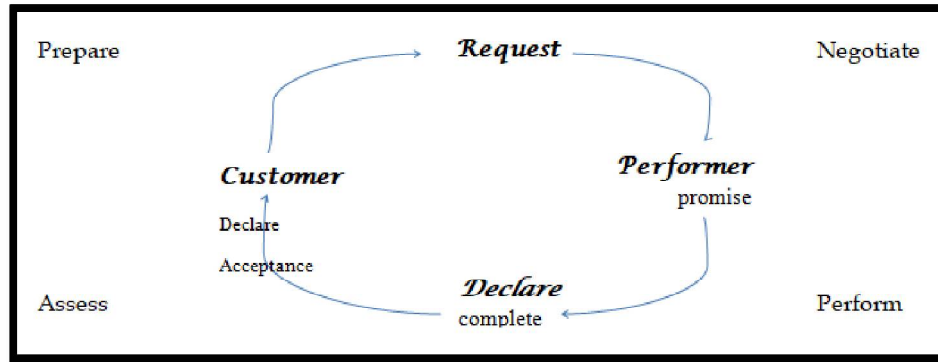 Prepare
Request
Negotiate
Customer
Performer
promise
Declare
Acceptance
Declare
complete
Assess
Perform